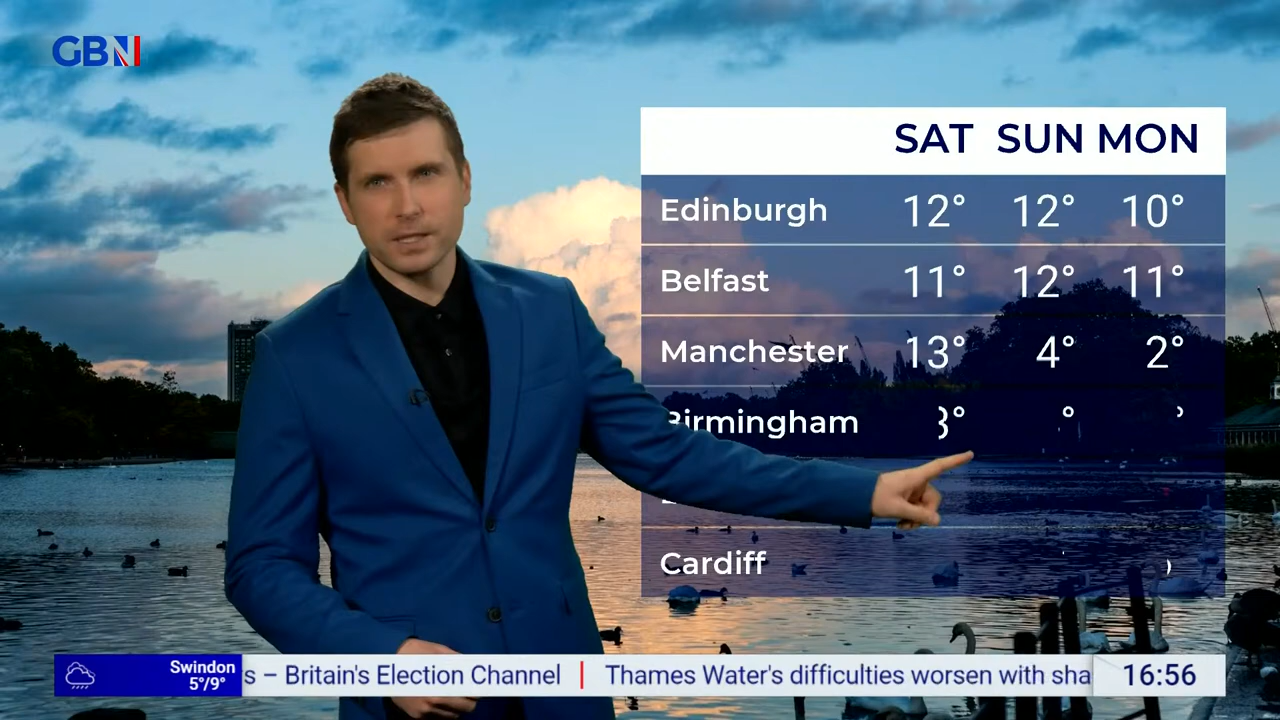 GBN
SAT SUN MON
Edinburgh 12° 12° 10°
Belfast 11° 12° 11°
Manchester 13° 4° 2°
Birmingham
Cardiff
Swindon
5°/9°
s – Britain's Election Channel | Thames Water's difficulties worsen with sha
16:56